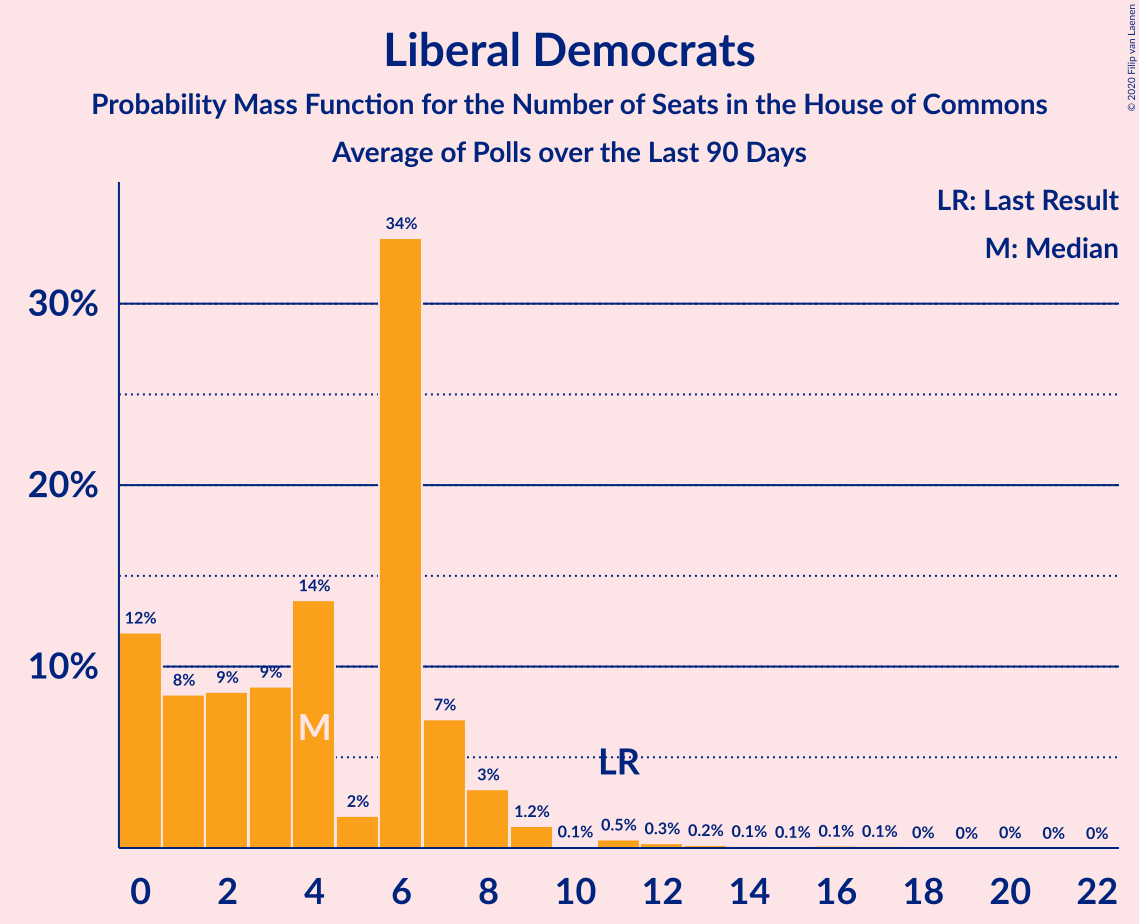 © 2020 Filip van Laenen
Liberal Democrats
Probability Mass Function for the Number of Seats in the House of Commons
Average of Polls over the Last 90 Days
LR: Last Result
M: Median
34%
30%
20%
14%
12%
10%
9%
9%
8%
7%
M
LR
3%
2%
1.2%
0.1%
0.5%
0.3%
0.2%
0.1%
0.1%
0.1%
0.1%
0%
0%
0%
0%
0%
0 2 4 6 8 10 12 14 16 18 20 22